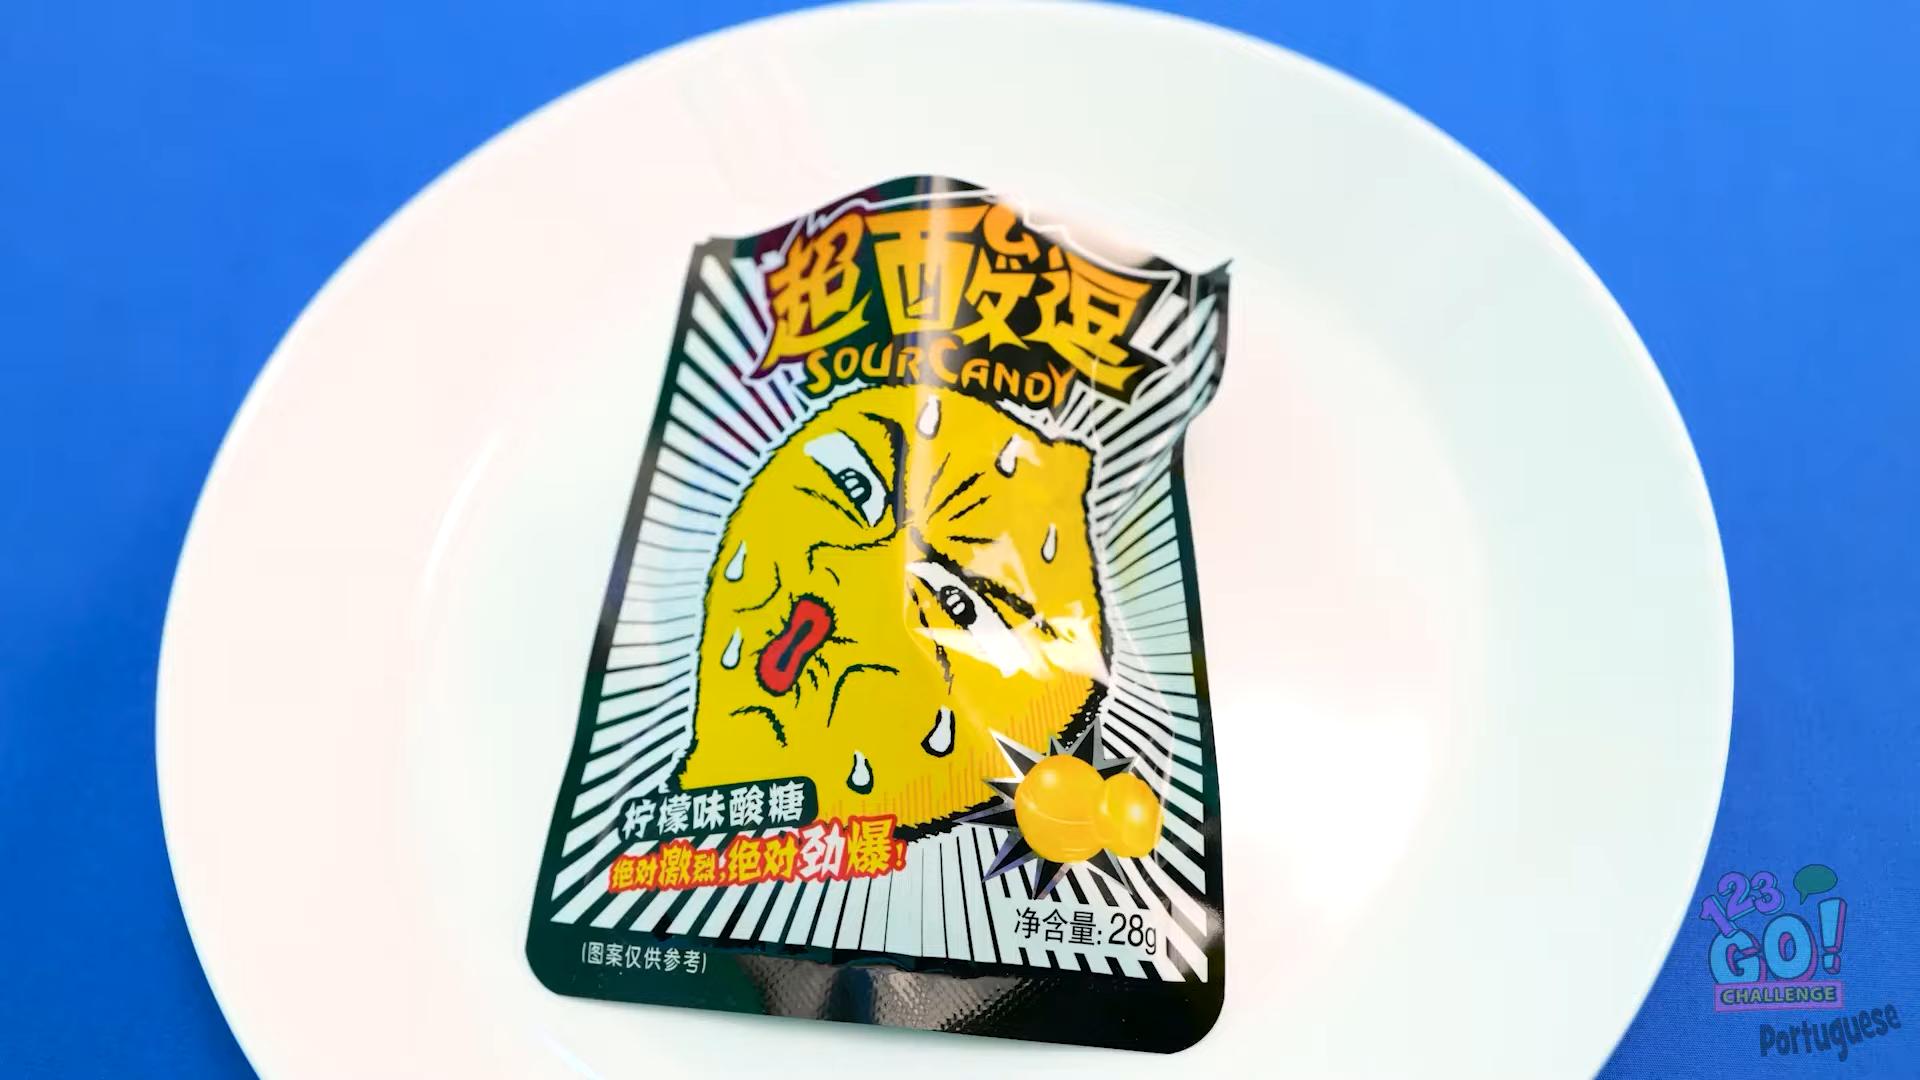 超酸逗
SOUR CANDY
柠檬味酸糖
绝对激烈,绝对劲爆!
净含量: 28g
(图案仅供参考)
123
GO!
CHALLENGE
Portuguese